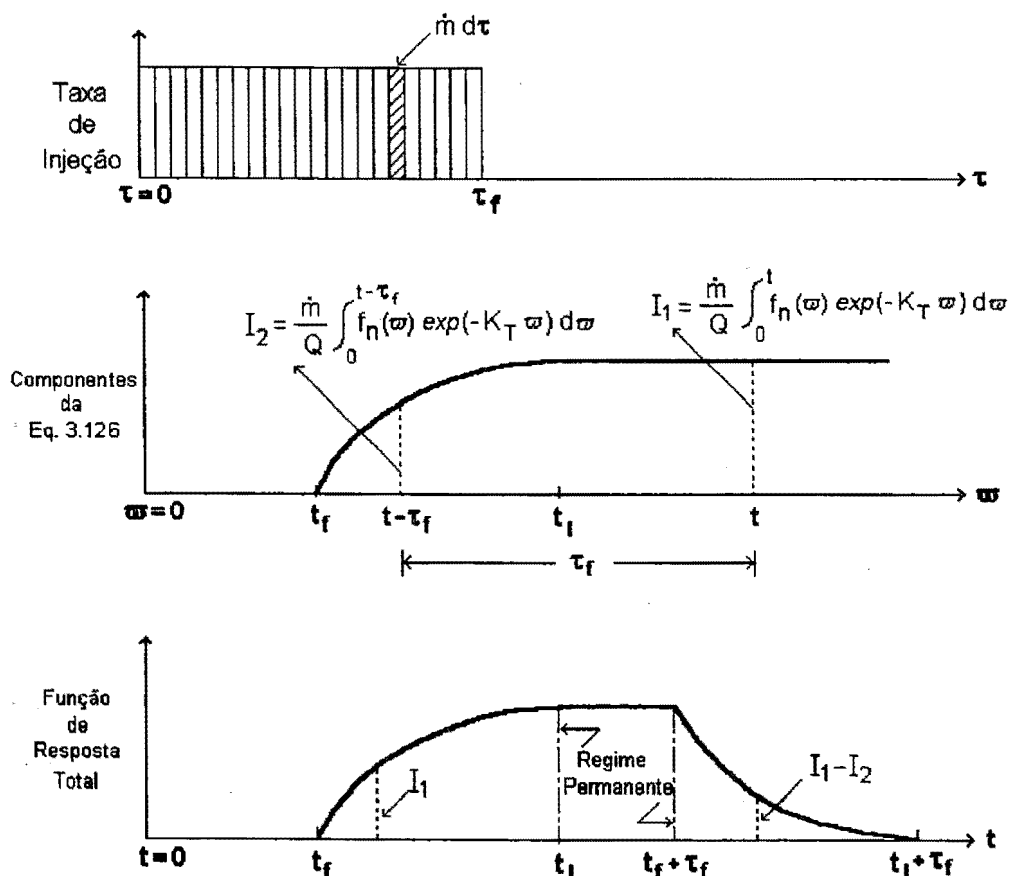 ṁ dτ
Taxa
de
Injeção
τ=0
τf
τ
I2 = ṁ/Q ∫0^t-τf fn(ϖ) exp(-KT ϖ) dϖ
I1 = ṁ/Q ∫0^t fn(ϖ) exp(-KT ϖ) dϖ
Componentes
da
Eq. 3.126
ϖ=0
tf
t-τf
tl
t
ϖ
τf
Função
de
Resposta
Total
I1
Regime
Permanente
I1-I2
t=0
tf
tl
tf+τf
tl+τf
t